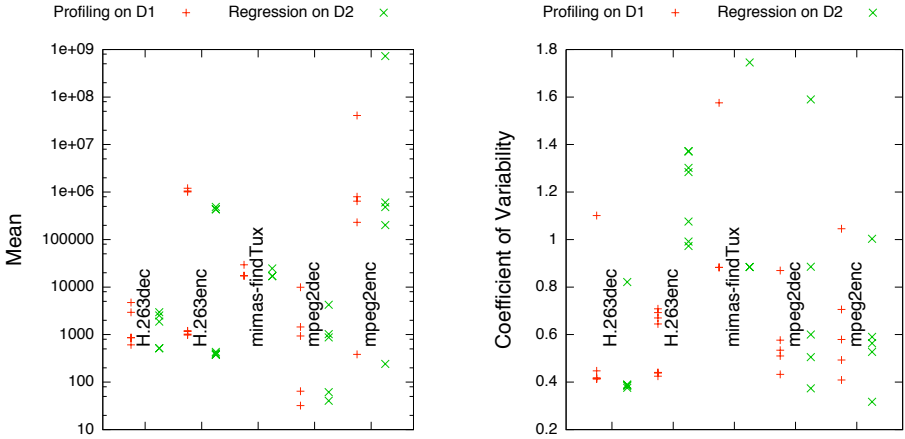 Profiling on D1
Regression on D2
1e+09
1e+08
1e+07
1e+06
100000
10000
1000
100
10
Mean
H.263dec
H.263enc
mimas-findTux
mpeg2dec
mpeg2enc
Profiling on D1
Regression on D2
1.8
1.6
1.4
1.2
1
0.8
0.6
0.4
0.2
Coefficient of Variability
H.263dec
H.263enc
mimas-findTux
mpeg2dec
mpeg2enc